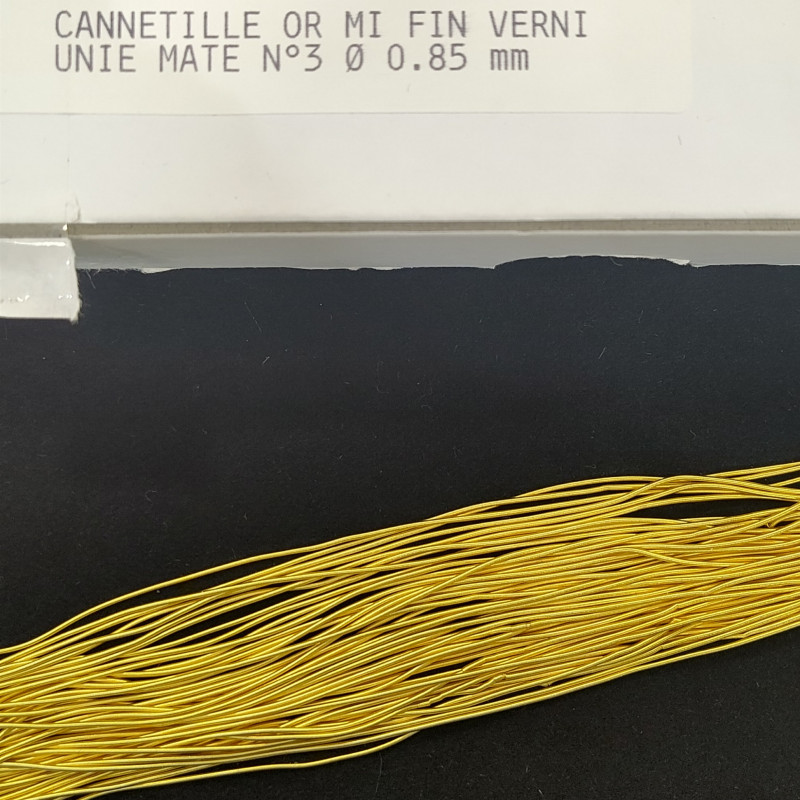 CANNETILLE OR MI FIN VERNI
UNIE MATE N°3 Ø 0.85 mm